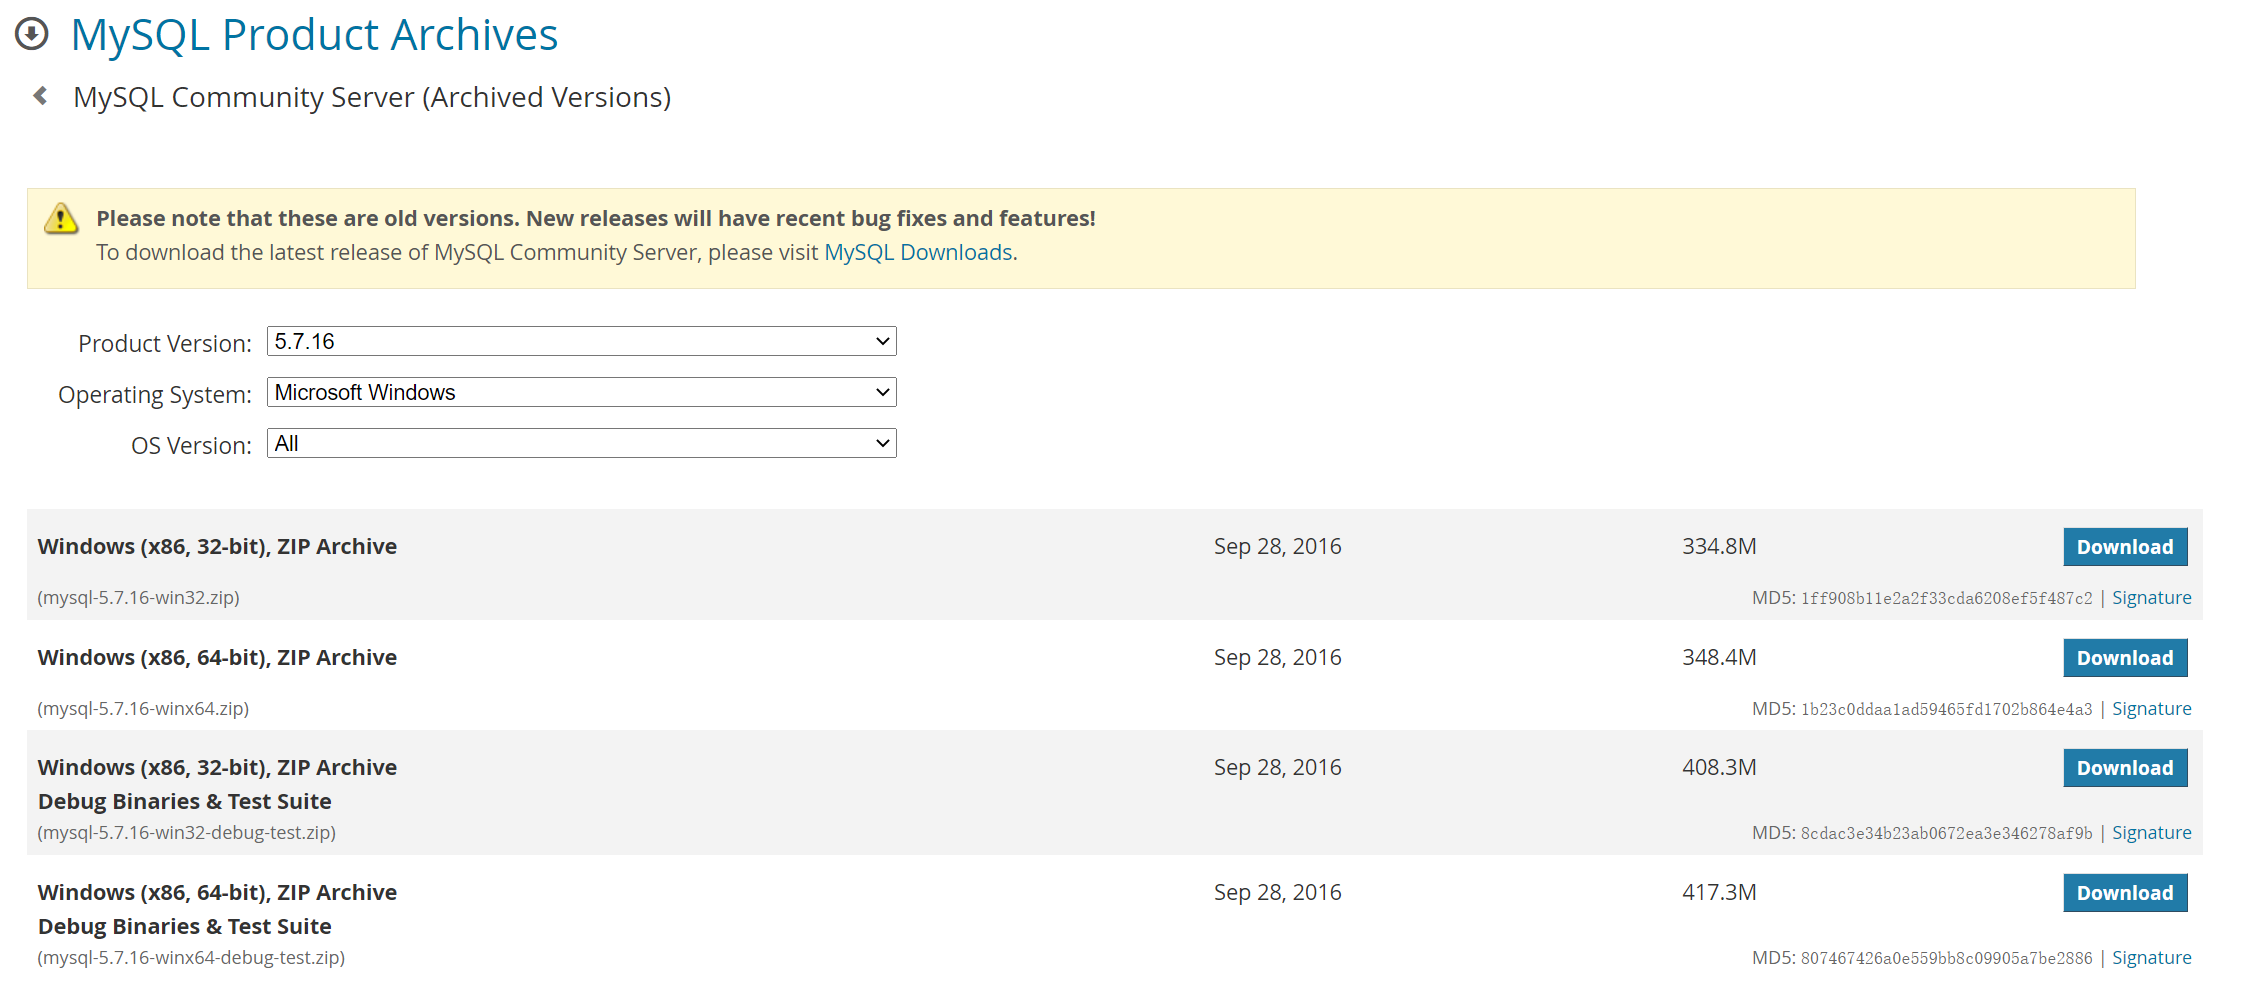 MySQL Product Archives
MySQL Community Server (Archived Versions)
Please note that these are old versions. New releases will have recent bug fixes and features!
To download the latest release of MySQL Community Server, please visit MySQL Downloads.
Product Version: 5.7.16
Operating System: Microsoft Windows
OS Version: All
Windows (x86, 32-bit), ZIP Archive Sep 28, 2016 334.8M Download
(mysql-5.7.16-win32.zip) MD5: 1ff908b11e2a2f33cda6208ef5f487c2 | Signature
Windows (x86, 64-bit), ZIP Archive Sep 28, 2016 348.4M Download
(mysql-5.7.16-winx64.zip) MD5: 1b23c0ddaa1ad59465fd1702b864e4a3 | Signature
Windows (x86, 32-bit), ZIP Archive Sep 28, 2016 408.3M Download
Debug Binaries & Test Suite
(mysql-5.7.16-win32-debug-test.zip) MD5: 8cdac3e34b23ab0672ea3e346278af9b | Signature
Windows (x86, 64-bit), ZIP Archive Sep 28, 2016 417.3M Download
Debug Binaries & Test Suite
(mysql-5.7.16-winx64-debug-test.zip) MD5: 807467426a0e559bb8c09905a7be2886 | Signature